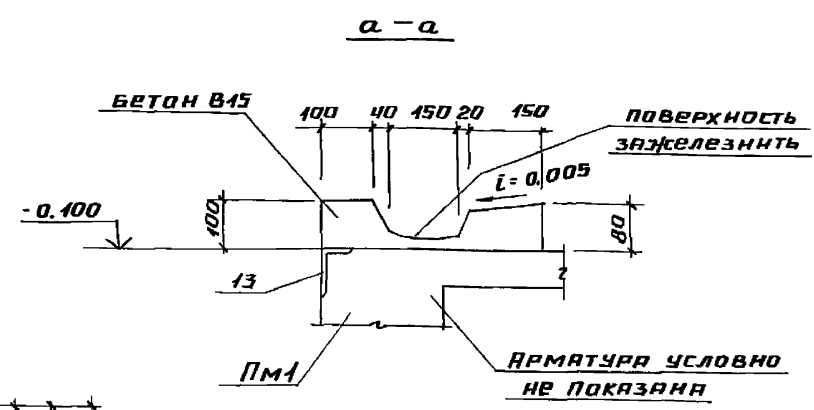 а - а
Бетон В15
100 40 150 20 150
поверхность
зажелезнить
i = 0.005
-0.100
100
80
13
Пм1
Арматура условно
не показана